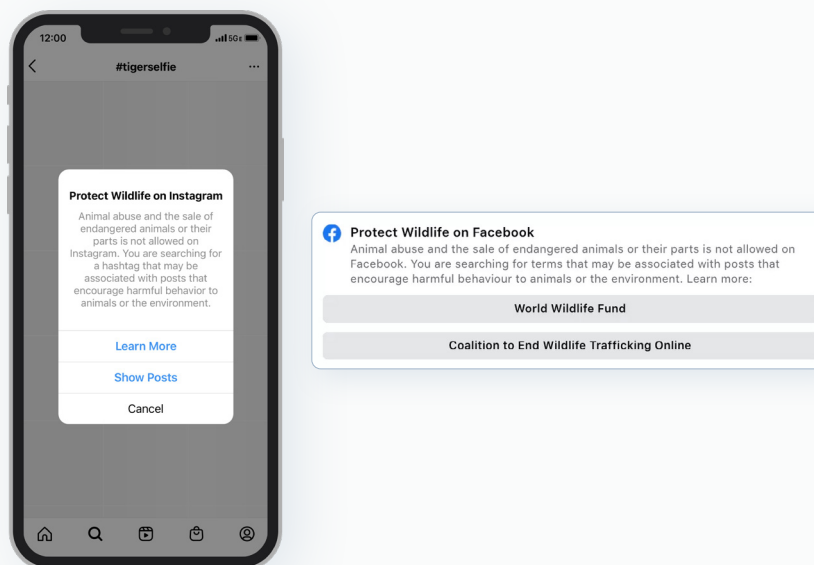 12:00
5G E
#tigerselfie
...
Protect Wildlife on Instagram
Animal abuse and the sale of
endangered animals or their
parts is not allowed on
Instagram. You are searching for
a hashtag that may be
associated with posts that
encourage harmful behavior to
animals or the environment.
Learn More
Show Posts
Cancel
Protect Wildlife on Facebook
Animal abuse and the sale of endangered animals or their parts is not allowed on
Facebook. You are searching for terms that may be associated with posts that
encourage harmful behaviour to animals or the environment. Learn more:
World Wildlife Fund
Coalition to End Wildlife Trafficking Online